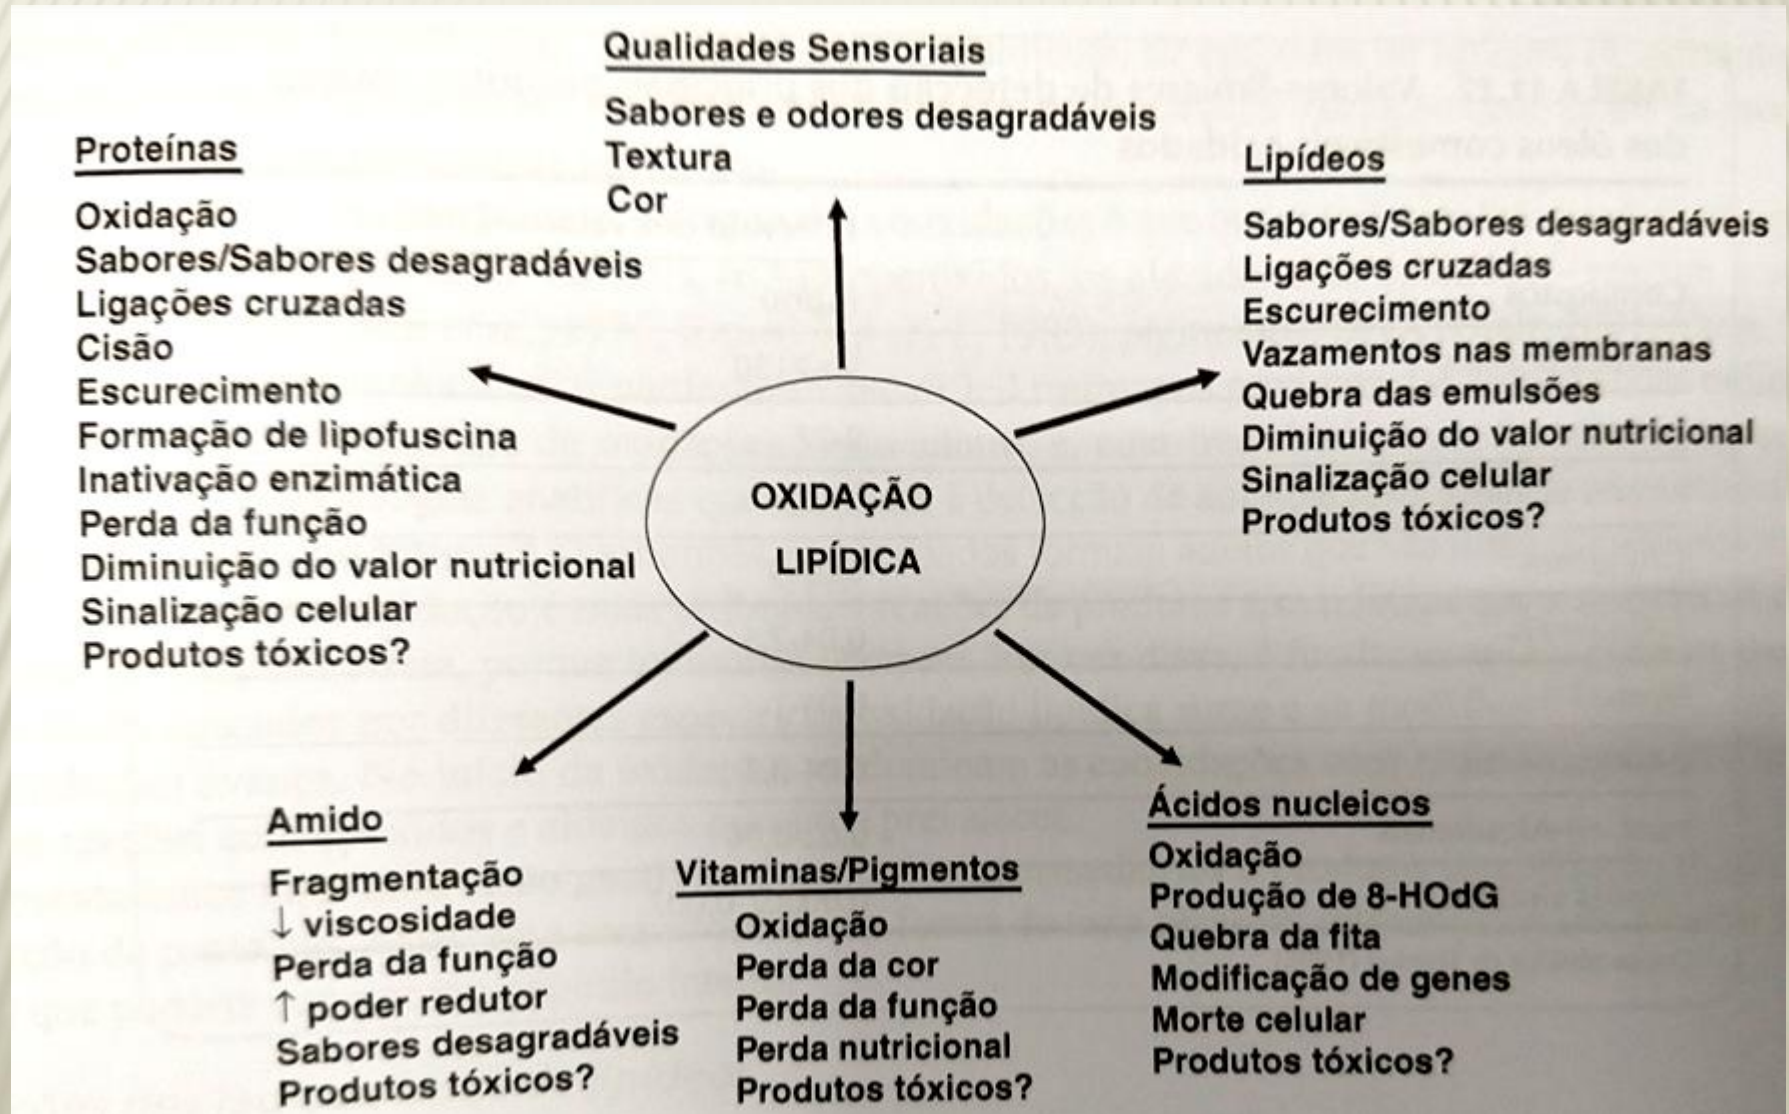 Qualidades Sensoriais
Sabores e odores desagradáveis
Textura
Cor
Proteínas
Oxidação
Sabores/Sabores desagradáveis
Ligações cruzadas
Cisão
Escurecimento
Formação de lipofuscina
Inativação enzimática
Perda da função
Diminuição do valor nutricional
Sinalização celular
Produtos tóxicos?
Lipídeos
Sabores/Sabores desagradáveis
Ligações cruzadas
Escurecimento
Vazamentos nas membranas
Quebra das emulsões
Diminuição do valor nutricional
Sinalização celular
Produtos tóxicos?
OXIDAÇÃO
LIPÍDICA
Amido
Fragmentação
↓ viscosidade
Perda da função
↑ poder redutor
Sabores desagradáveis
Produtos tóxicos?
Vitaminas/Pigmentos
Oxidação
Perda da cor
Perda da função
Perda nutricional
Produtos tóxicos?
Ácidos nucleicos
Oxidação
Produção de 8-HOdG
Quebra da fita
Modificação de genes
Morte celular
Produtos tóxicos?